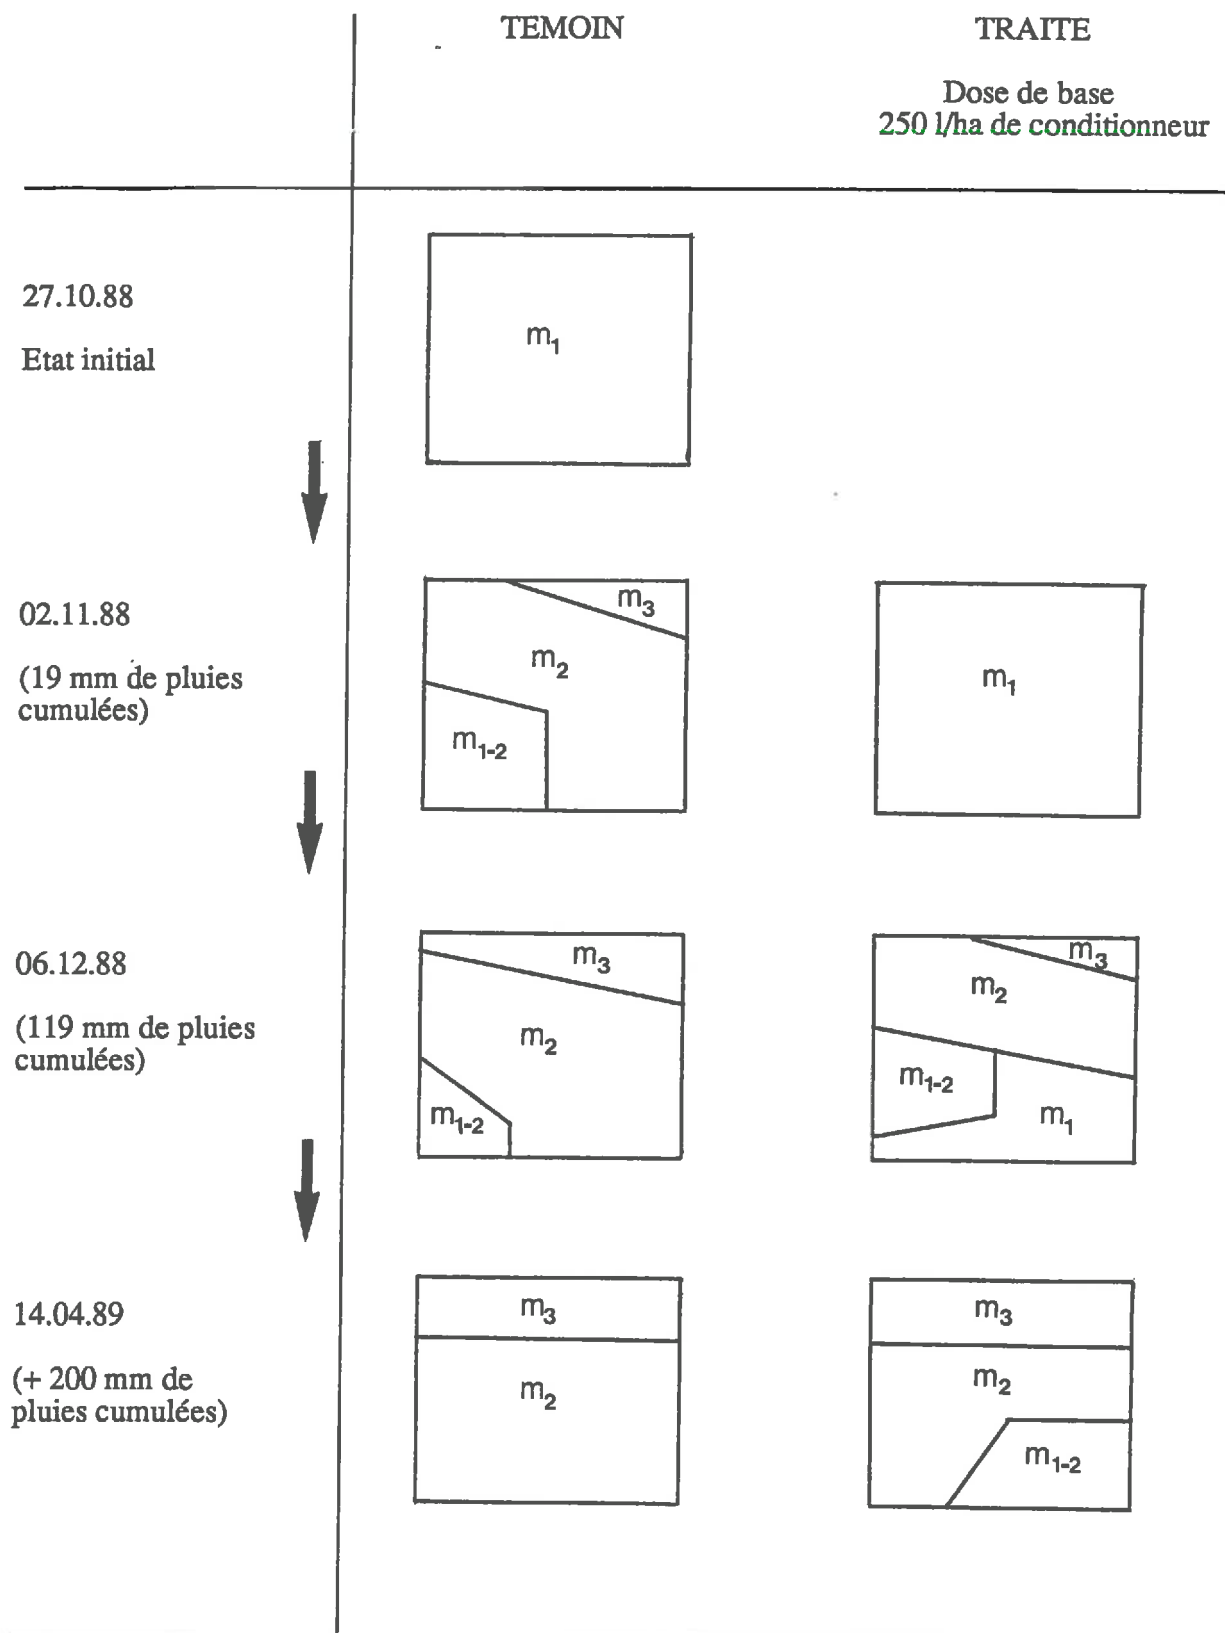 TEMOIN
TRAITE
Dose de base
250 l/ha de conditionneur
27.10.88
Etat initial
m1
02.11.88
(19 mm de pluies
cumulées)
m3
m2
m1-2
m1
06.12.88
(119 mm de pluies
cumulées)
m3
m2
m1-2
m3
m2
m1-2
m1
14.04.89
(+ 200 mm de
pluies cumulées)
m3
m2
m3
m2
m1-2